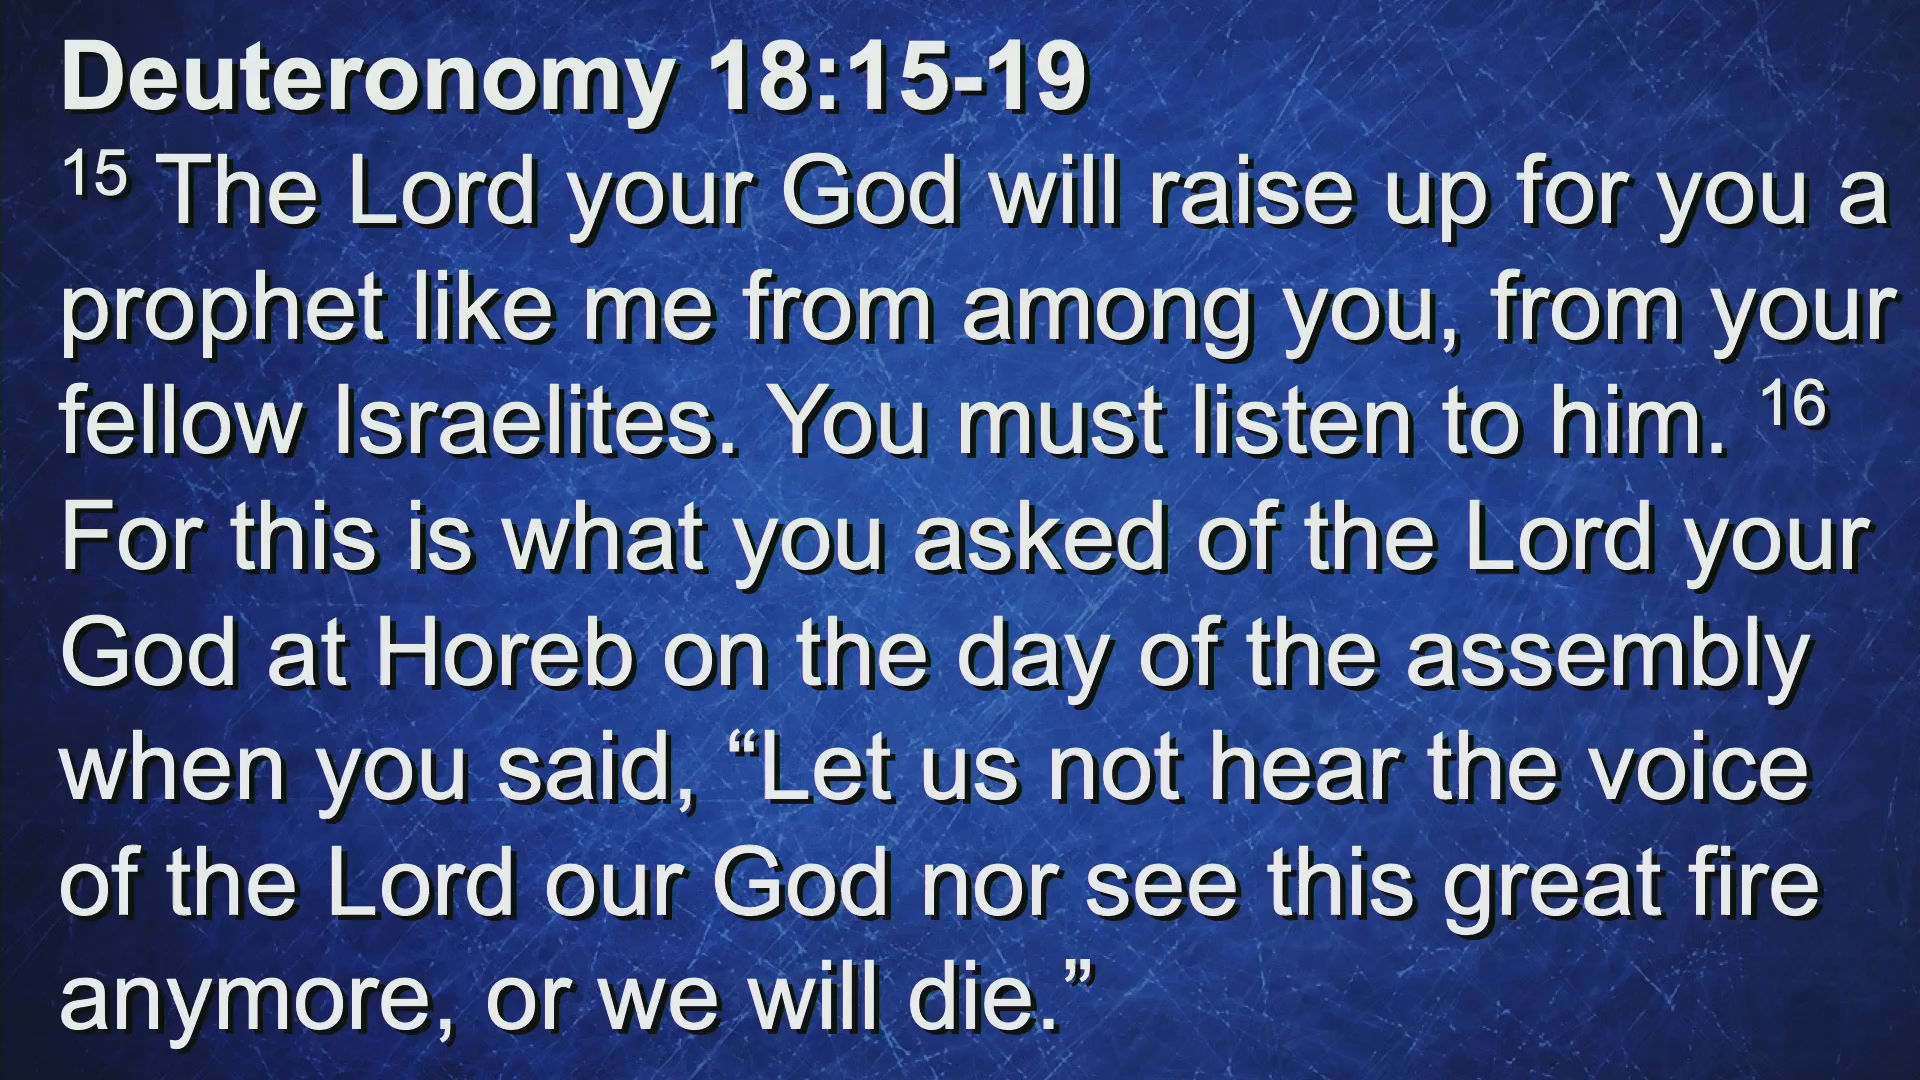 Deuteronomy 18:15-19
15 The Lord your God will raise up for you a
prophet like me from among you, from your
fellow Israelites. You must listen to him. 16
For this is what you asked of the Lord your
God at Horeb on the day of the assembly
when you said, “Let us not hear the voice
of the Lord our God nor see this great fire
anymore, or we will die.”